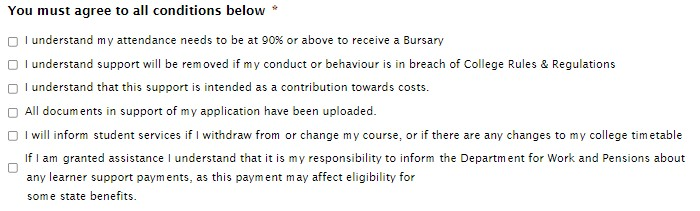 You must agree to all conditions below *
I understand my attendance needs to be at 90% or above to receive a Bursary
I understand support will be removed if my conduct or behaviour is in breach of College Rules & Regulations
I understand that this support is intended as a contribution towards costs.
All documents in support of my application have been uploaded.
I will inform student services if I withdraw from or change my course, or if there are any changes to my college timetable
If I am granted assistance I understand that it is my responsibility to inform the Department for Work and Pensions about
any learner support payments, as this payment may affect eligibility for
some state benefits.